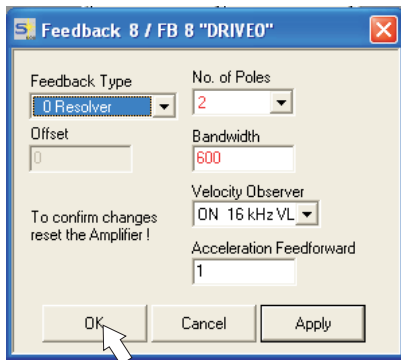 Feedback 8 / FB 8 "DRIVE0"
Feedback Type
0 Resolver
No. of Poles
2
Offset
0
Bandwidth
600
Velocity Observer
ON 16 kHz VL
To confirm changes
reset the Amplifier !
Acceleration Feedforward
1
OK
Cancel
Apply